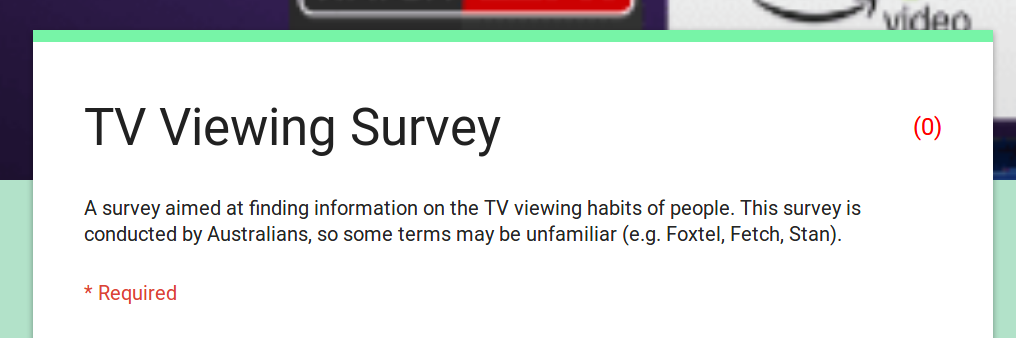 video
TV Viewing Survey
(0)
A survey aimed at finding information on the TV viewing habits of people. This survey is
conducted by Australians, so some terms may be unfamiliar (e.g. Foxtel, Fetch, Stan).
* Required